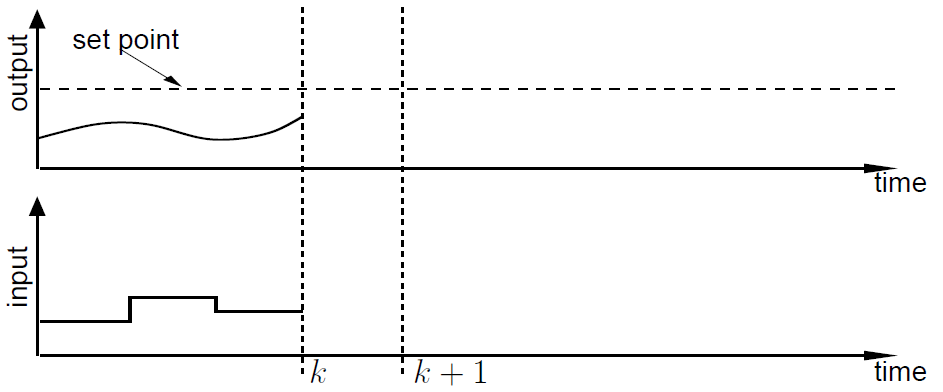 set point
output
time
input
k
k + 1
time